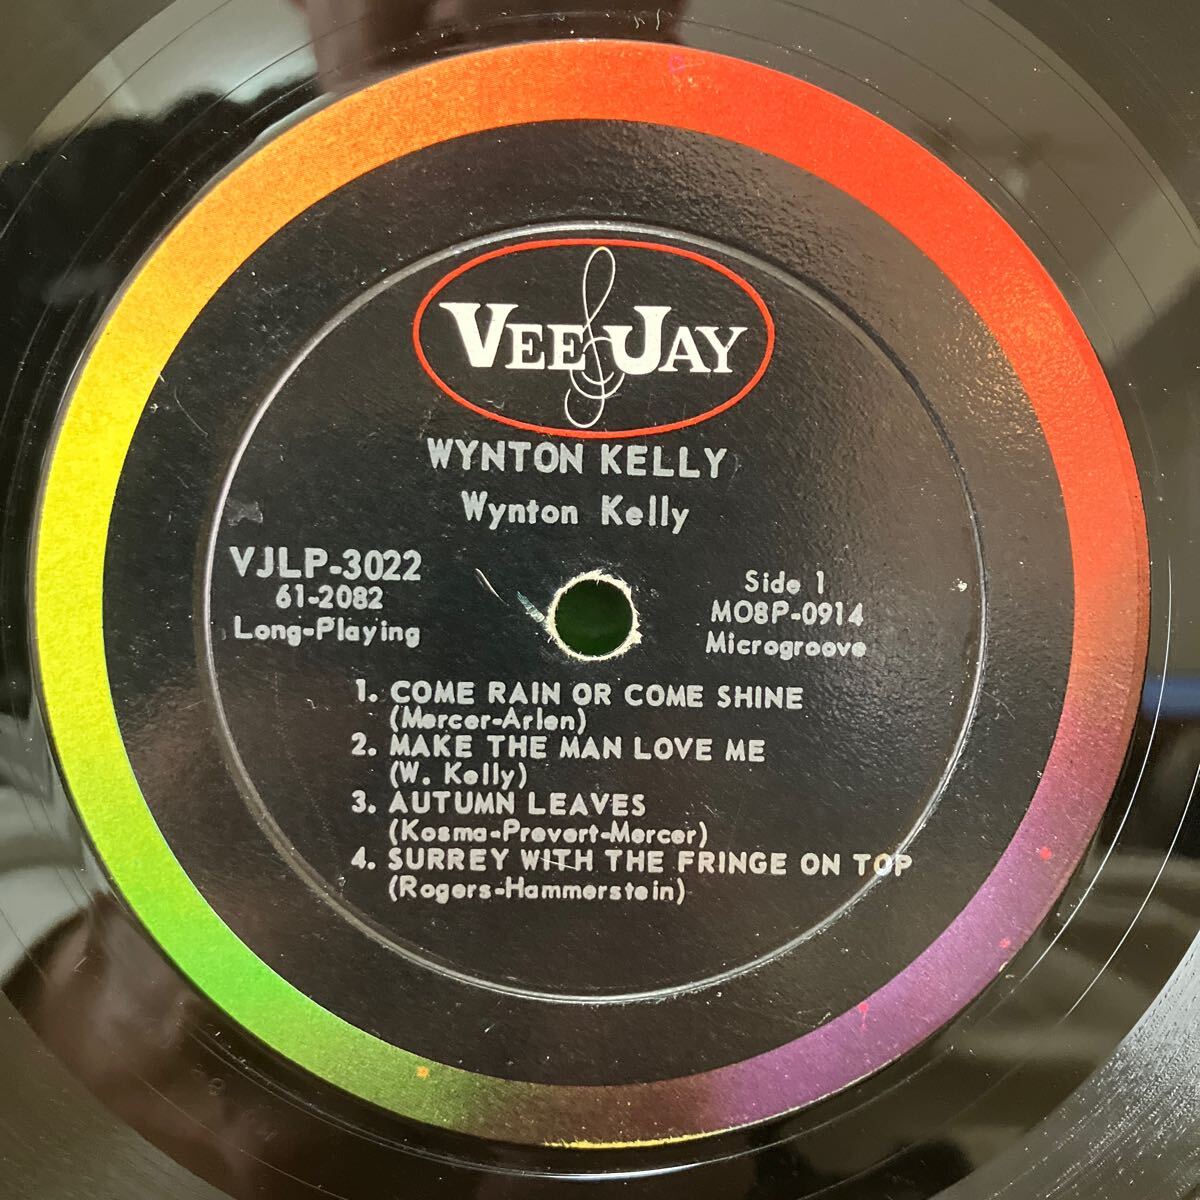 VEE JAY
WYNTON KELLY
Wynton Kelly
VJLP-3022
61-2082
Long-Playing
Side 1
MO8P-0914
Microgroove
1. COME RAIN OR COME SHINE
(Mercer-Arlen)
2. MAKE THE MAN LOVE ME
(W. Kelly)
3. AUTUMN LEAVES
(Kosma-Prevert-Mercer)
4. SURREY WITH THE FRINGE ON TOP
(Rogers-Hammerstein)